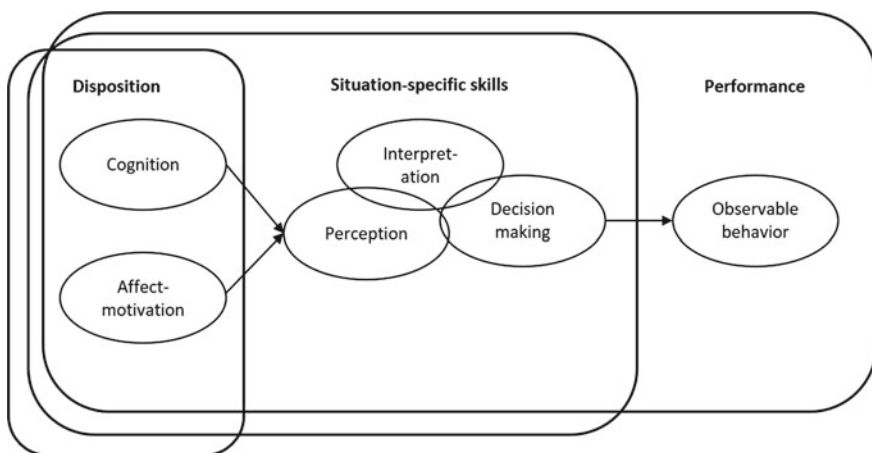 Disposition
Situation-specific skills
Performance
Cognition
Interpret-
ation
Perception
Decision
making
Observable
behavior
Affect-
motivation